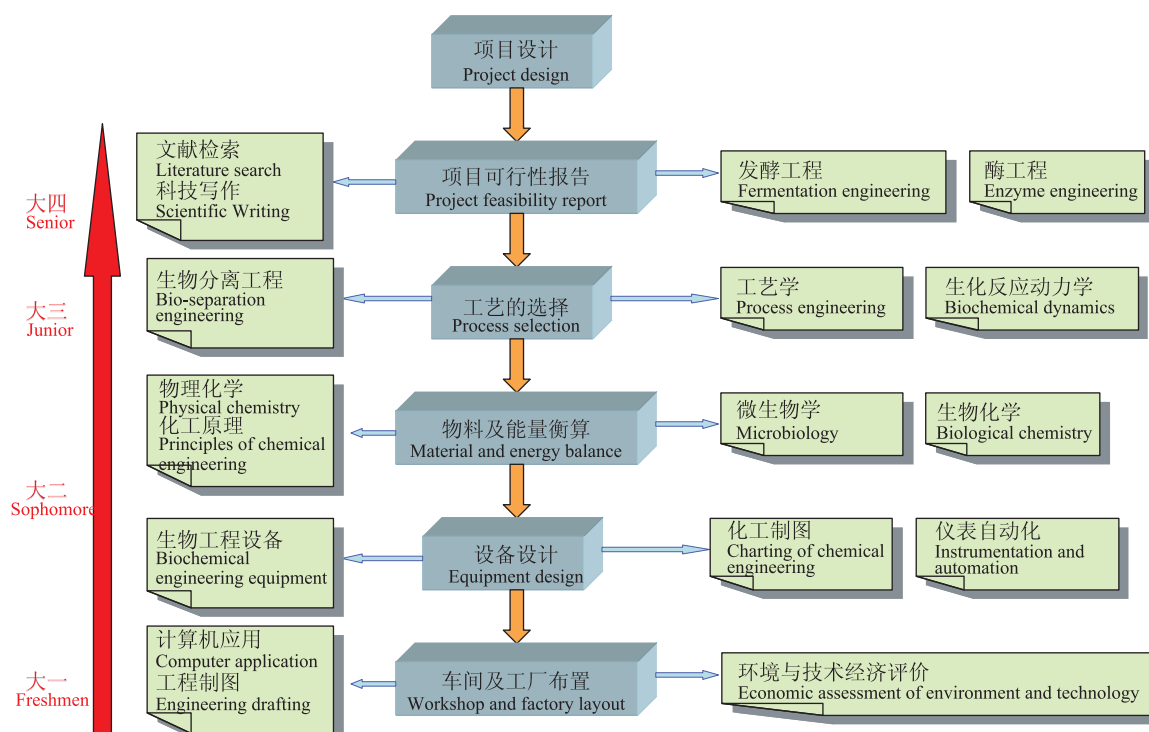 项目设计
Project design
文献检索
Literature search
科技写作
Scientific Writing
项目可行性报告
Project feasibility report
发酵工程
Fermentation engineering
酶工程
Enzyme engineering
大四
Senior
生物分离工程
Bio-separation
engineering
工艺的选择
Process selection
工艺学
Process engineering
生化反应动力学
Biochemical dynamics
大三
Junior
物理化学
Physical chemistry
化工原理
Principles of chemical
engineering
物料及能量衡算
Material and energy balance
微生物学
Microbiology
生物化学
Biological chemistry
大二
Sophomore
生物工程设备
Biochemical
engineering equipment
设备设计
Equipment design
化工制图
Charting of chemical
engineering
仪表自动化
Instrumentation and
automation
计算机应用
Computer application
工程制图
Engineering drafting
车间及工厂布置
Workshop and factory layout
环境与技术经济评价
Economic assessment of environment and technology
大一
Freshmen